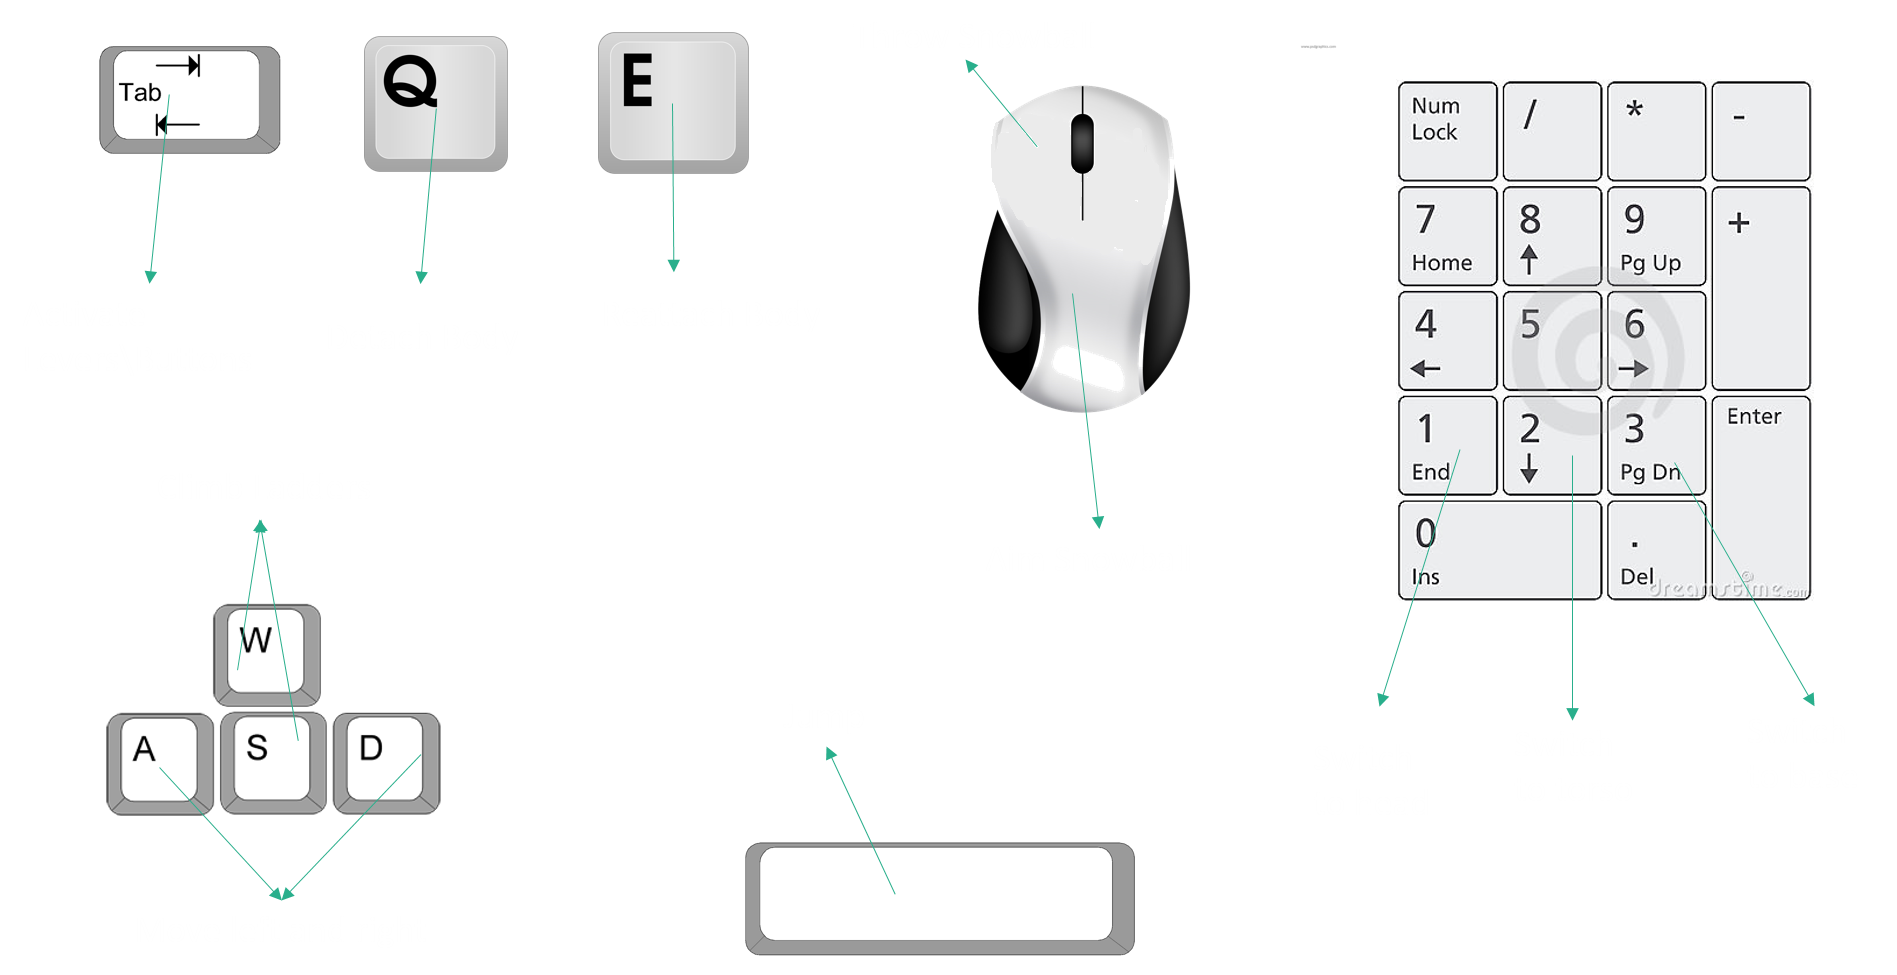 Tab
Q
E
Num
Lock
/
*
-
7
Home
8
9
Pg Up
+
4
5
6
1
End
2
3
Pg Dn
Enter
0
Ins
.
Del
dreamstime.com
W
A
S
D